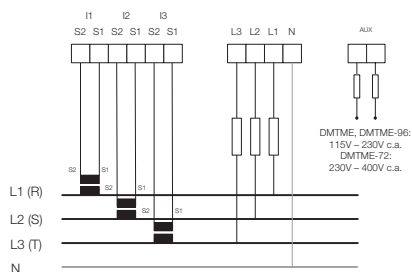 I1 I2 I3
S2 S1 S2 S1 S2 S1 L3 L2 L1 N AUX
DMTME, DMTME-96:
115V – 230V c.a.
DMTME-72:
230V – 400V c.a.
S2 S1
L1 (R) S2 S1
L2 (S) S2 S1
L3 (T)
N